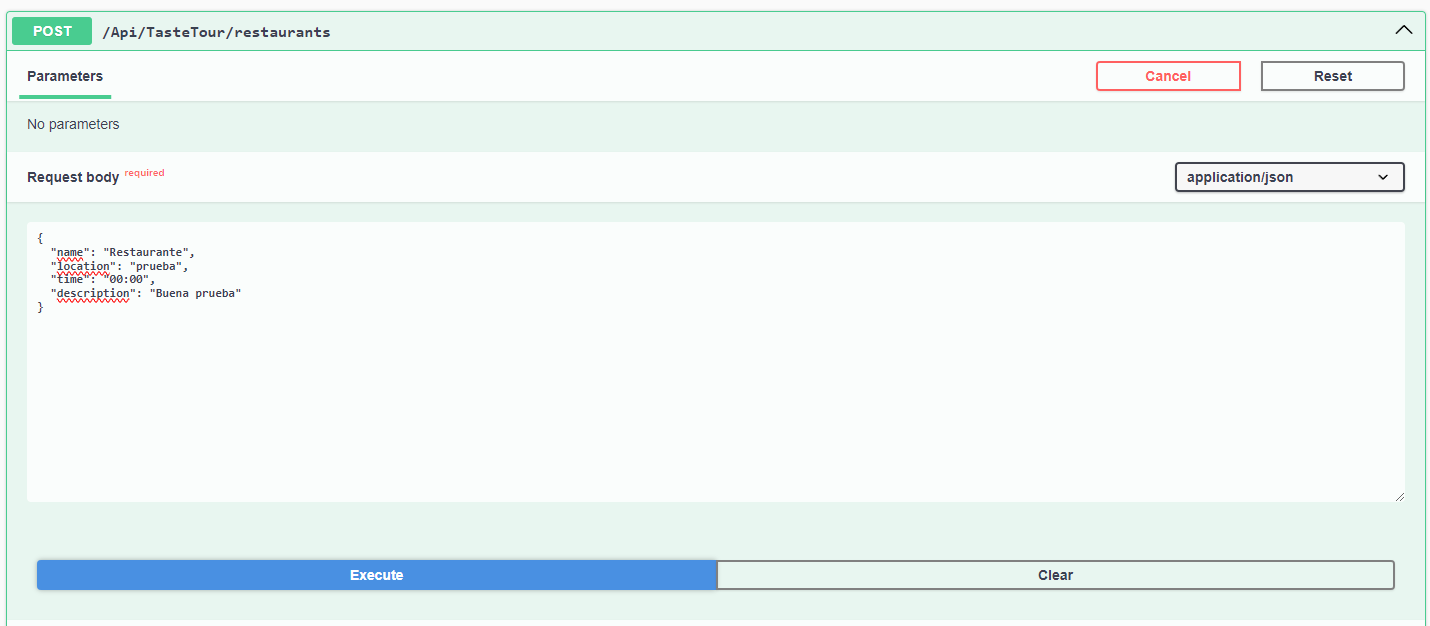 POST /Api/TasteTour/restaurants
Parameters
Cancel
Reset
No parameters
Request body required
application/json
{
  "name": "Restaurante",
  "location": "prueba",
  "time": "00:00",
  "description": "Buena prueba"
}
Execute
Clear